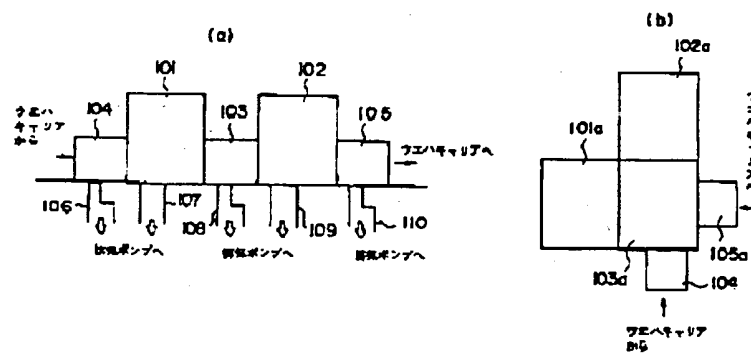 (a)
101
102
103
104
105
ウエハ
キャリア
から
ウエハキャリアへ
106
107
108
109
110
排気ポンプへ
排気ポンプへ
排気ポンプへ
(b)
102a
101a
103a
105a
104
ウエハキャリア
から